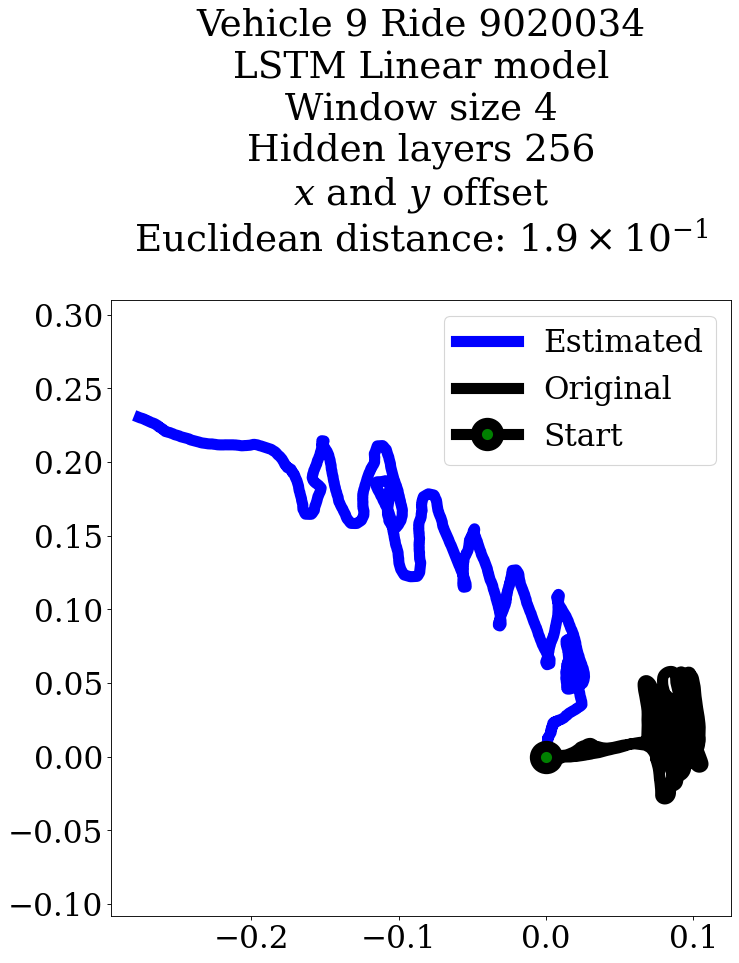 Vehicle 9 Ride 9020034
LSTM Linear model
Window size 4
Hidden layers 256
x and y offset
Euclidean distance: 1.9 × 10⁻¹
Estimated
Original
Start
0.30
0.25
0.20
0.15
0.10
0.05
0.00
−0.05
−0.10
−0.2 −0.1 0.0 0.1